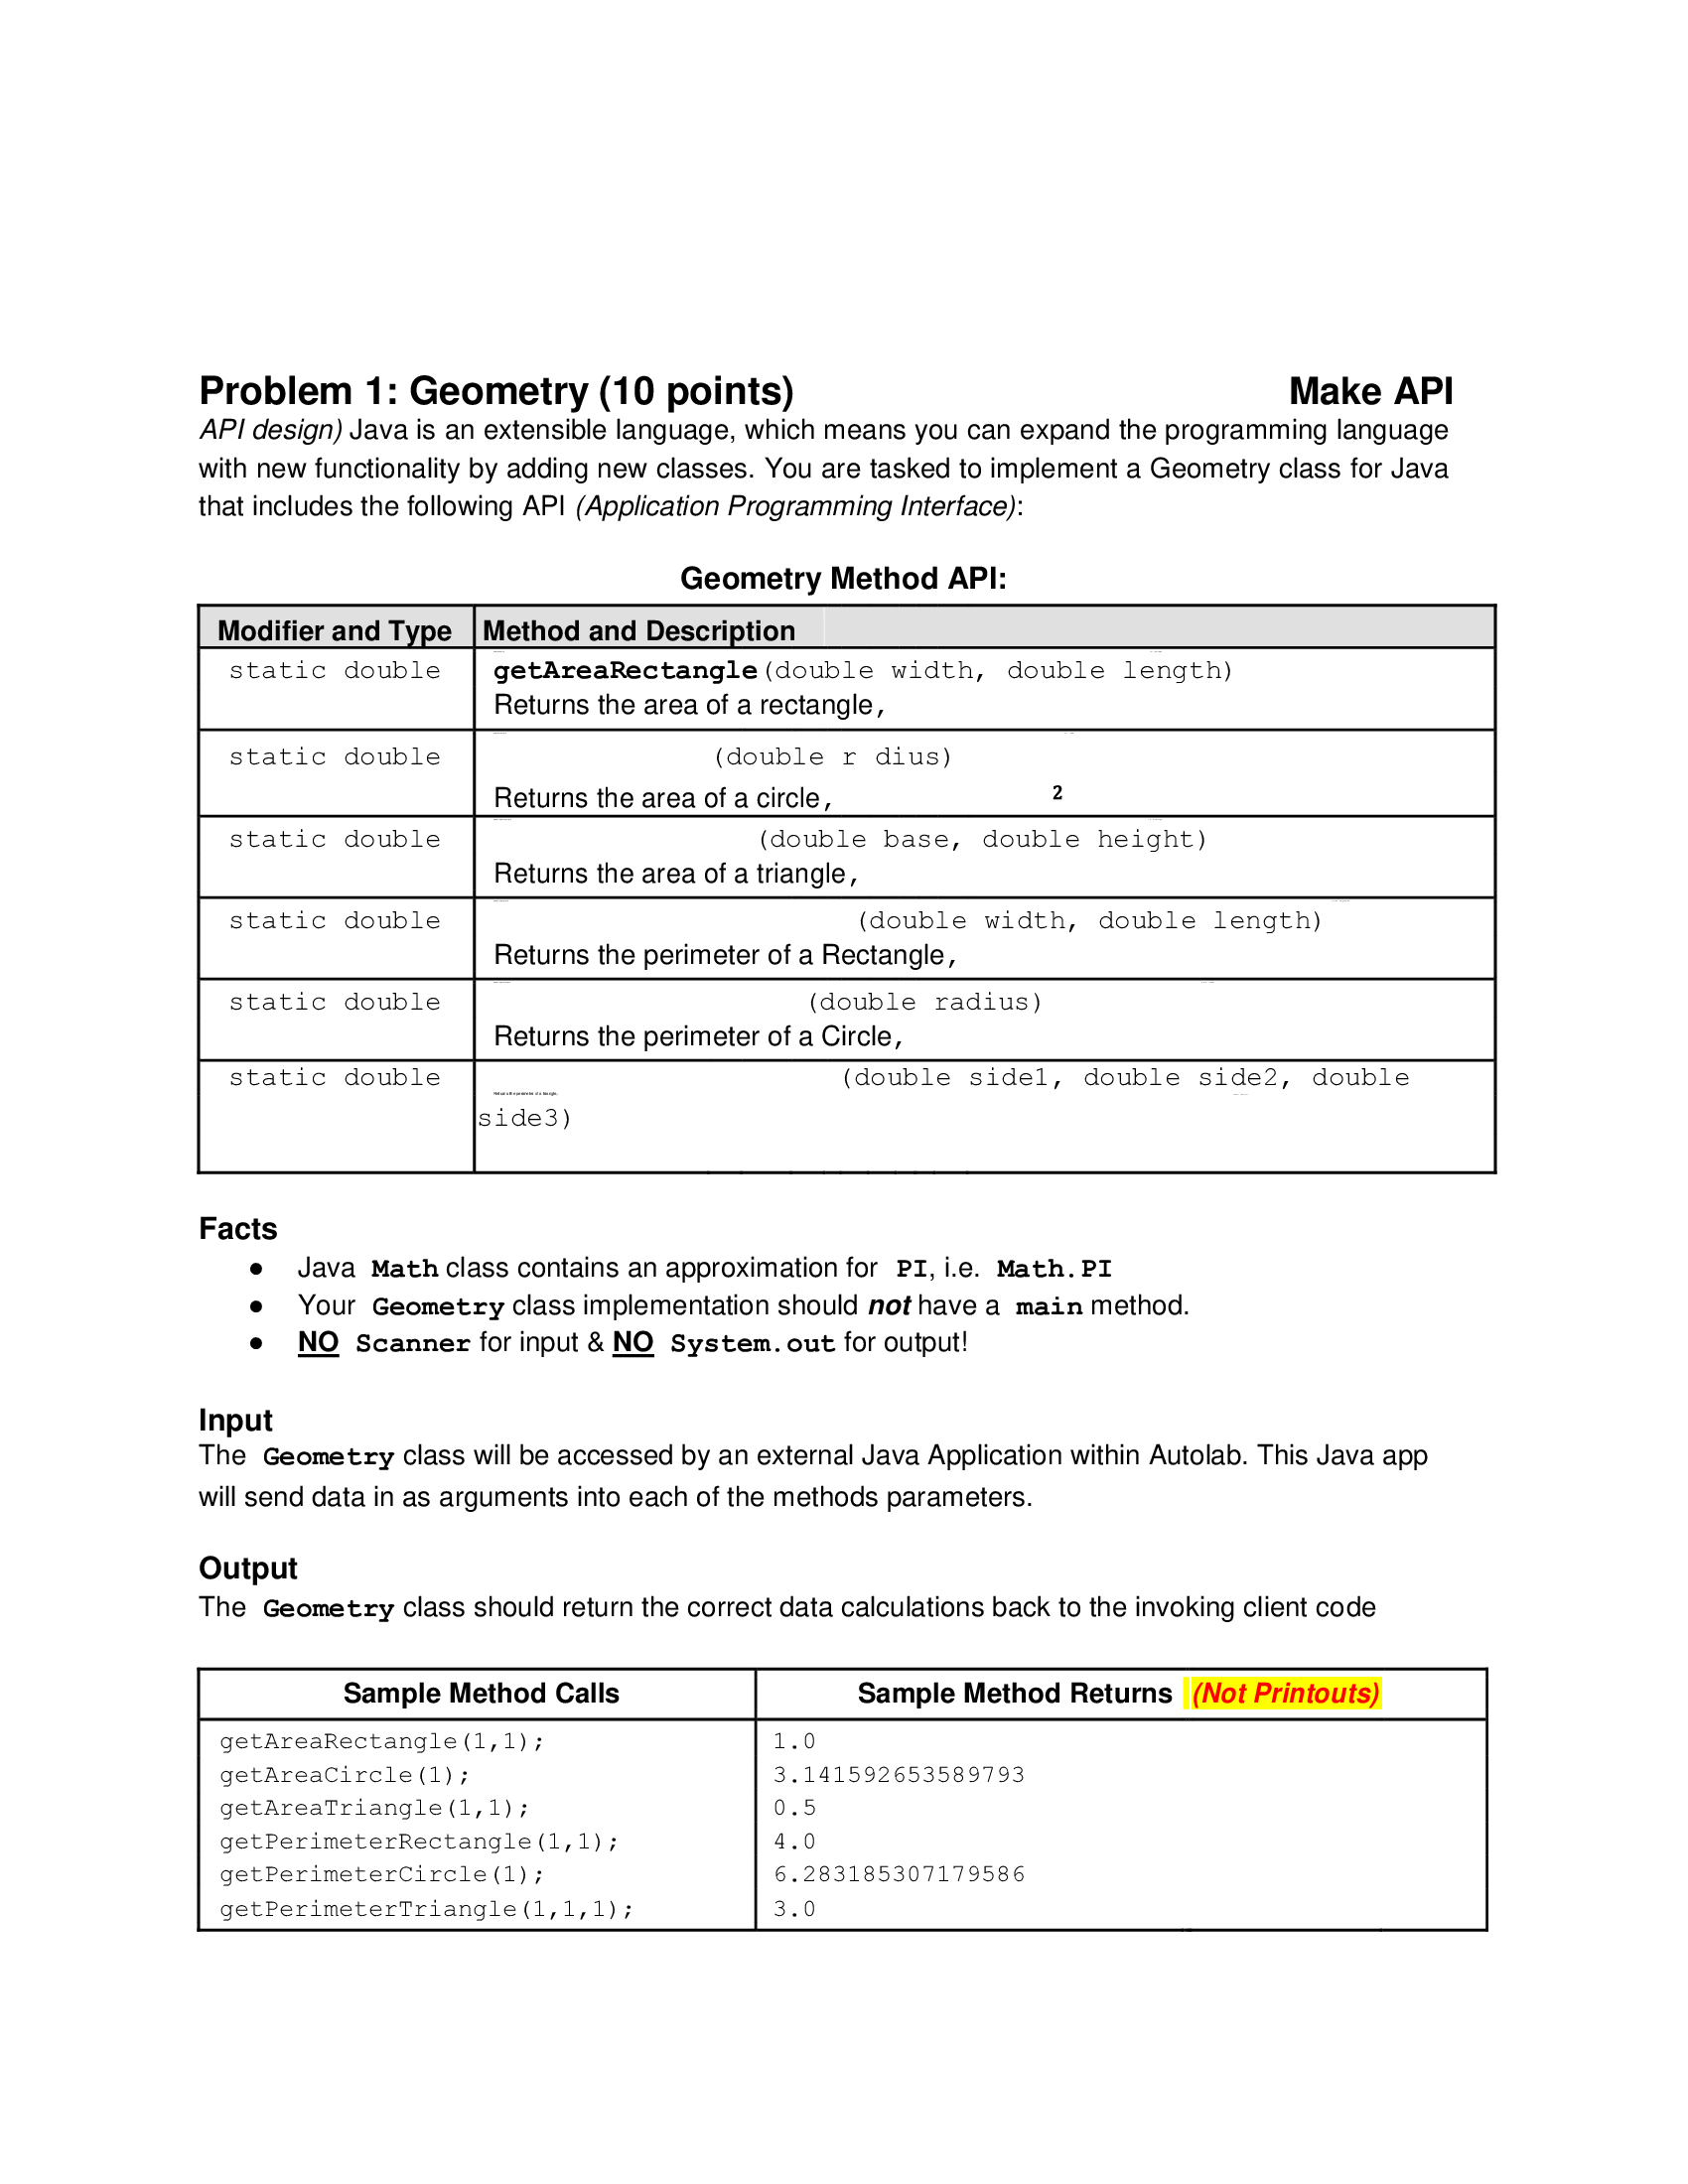 Problem 1: Geometry (10 points) Make API
API design) Java is an extensible language, which means you can expand the programming language
with new functionality by adding new classes. You are tasked to implement a Geometry class for Java
that includes the following API (Application Programming Interface):
Geometry Method API:
Modifier and Type Method and Description
static double getAreaRectangle(double width, double length)
Returns the area of a rectangle,
static double (double r dius)
Returns the area of a circle, 2
static double (double base, double height)
Returns the area of a triangle,
static double (double width, double length)
Returns the perimeter of a Rectangle,
static double (double radius)
Returns the perimeter of a Circle,
static double (double side1, double side2, double
Returns the perimeter of a triangle,
side3)
Facts
● Java Math class contains an approximation for PI, i.e. Math.PI
● Your Geometry class implementation should not have a main method.
● NO Scanner for input & NO System.out for output!
Input
The Geometry class will be accessed by an external Java Application within Autolab. This Java app
will send data in as arguments into each of the methods parameters.
Output
The Geometry class should return the correct data calculations back to the invoking client code
Sample Method Calls Sample Method Returns (Not Printouts)
getAreaRectangle(1,1); 1.0
getAreaCircle(1); 3.141592653589793
getAreaTriangle(1,1); 0.5
getPerimeterRectangle(1,1); 4.0
getPerimeterCircle(1); 6.283185307179586
getPerimeterTriangle(1,1,1); 3.0